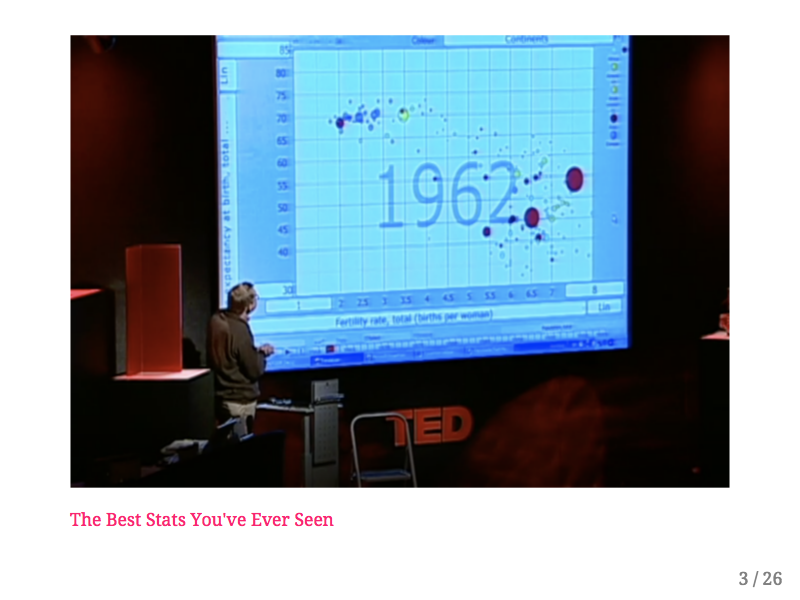 Colour
Continents
85
Lin
80
75
70
65
60
55
50
45
40
30
1962
1
2 2.5 3 3.5 4 4.5 5 5.5 6 6.5 7
8
Fertility rate, total (births per woman)
Lin
expectancy at birth, total ...
TED
The Best Stats You've Ever Seen
3 / 26